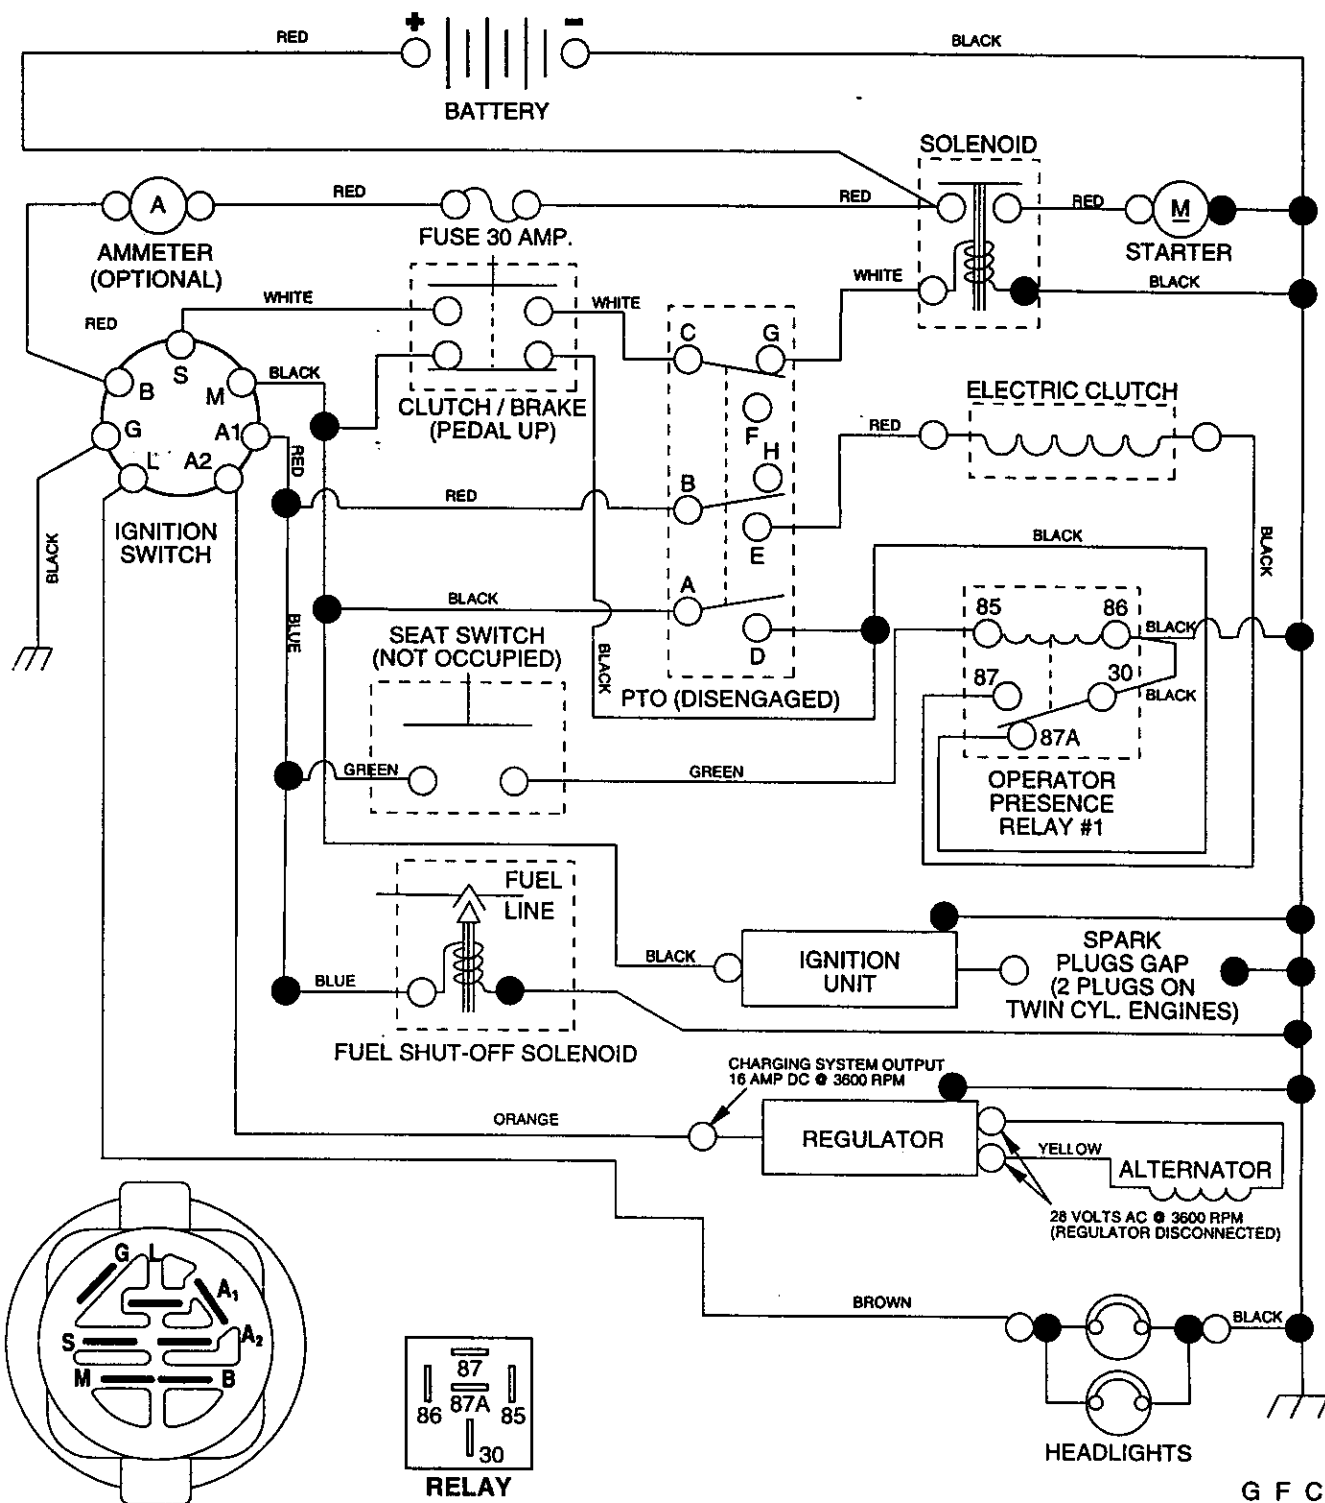 +
-
RED
BLACK
BATTERY
SOLENOID
A
RED
RED
RED
M
AMMETER
(OPTIONAL)
FUSE 30 AMP.
STARTER
WHITE
WHITE
WHITE
BLACK
RED
S
B
M
G
A1
L
A2
BLACK
CLUTCH / BRAKE
(PEDAL UP)
C
G
F
H
B
E
A
D
ELECTRIC CLUTCH
RED
RED
RED
IGNITION
SWITCH
BLACK
BLACK
BLACK
BLACK
BLUE
SEAT SWITCH
(NOT OCCUPIED)
BLACK
PTO (DISENGAGED)
85
86
BLACK
87
30
BLACK
87A
GREEN
GREEN
OPERATOR
PRESENCE
RELAY #1
FUEL
LINE
BLUE
FUEL SHUT-OFF SOLENOID
BLACK
IGNITION
UNIT
SPARK
PLUGS GAP
(2 PLUGS ON
TWIN CYL. ENGINES)
CHARGING SYSTEM OUTPUT
16 AMP DC @ 3600 RPM
ORANGE
REGULATOR
YELLOW
ALTERNATOR
28 VOLTS AC @ 3600 RPM
(REGULATOR DISCONNECTED)
BROWN
BLACK
HEADLIGHTS
G
L
A1
S
A2
M
B
87
87A
86
85
30
RELAY
G F C